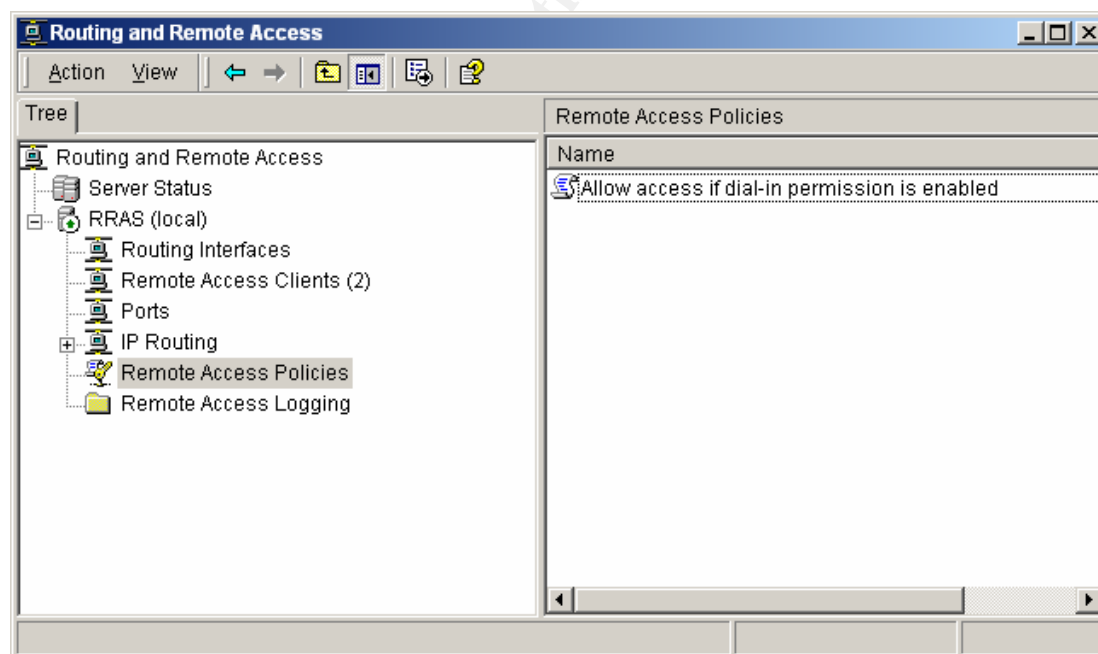 Routing and Remote Access
Action View
Tree
Remote Access Policies
Routing and Remote Access
Server Status
RRAS (local)
Routing Interfaces
Remote Access Clients (2)
Ports
IP Routing
Remote Access Policies
Remote Access Logging
Name
Allow access if dial-in permission is enabled